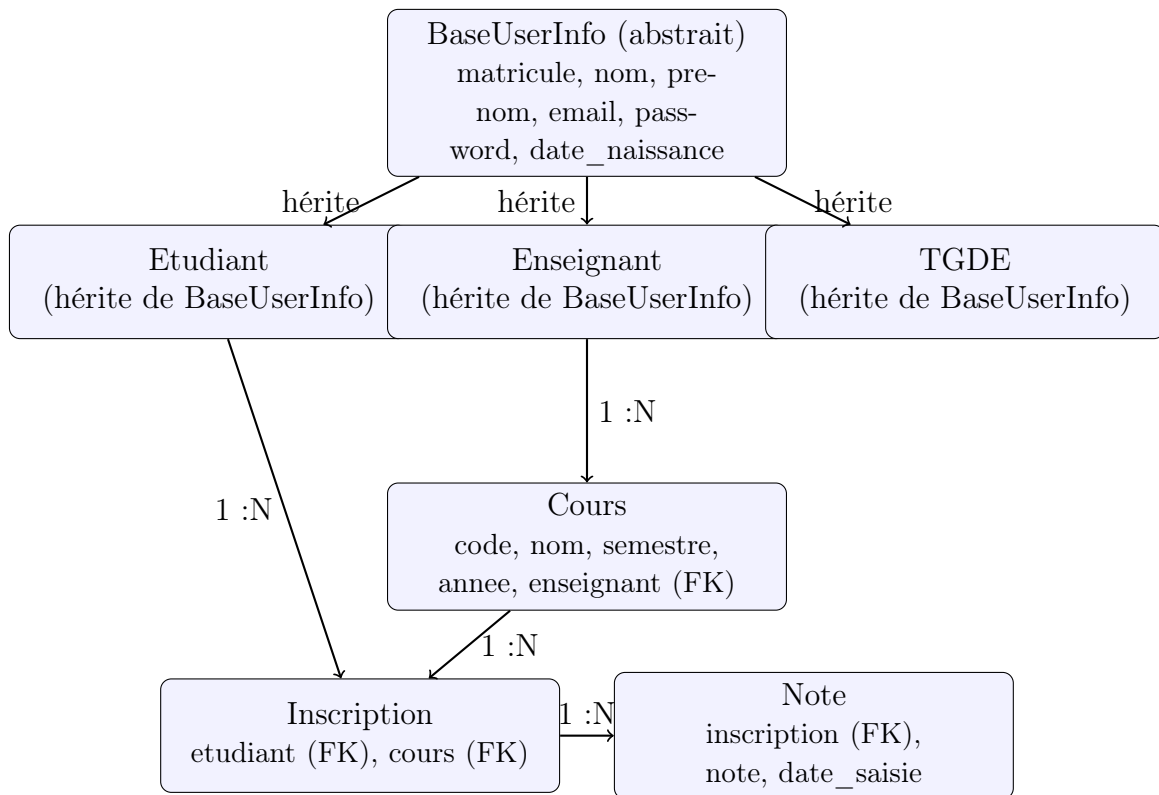 BaseUserInfo (abstrait)
matricule, nom, pre-
nom, email, pass-
word, date_naissance
hérite
hérite
hérite
Etudiant
(hérite de BaseUserInfo)
Enseignant
(hérite de BaseUserInfo)
TGDE
(hérite de BaseUserInfo)
1 :N
Cours
code, nom, semestre,
annee, enseignant (FK)
1 :N
1 :N
Inscription
etudiant (FK), cours (FK)
1 :N
Note
inscription (FK),
note, date_saisie